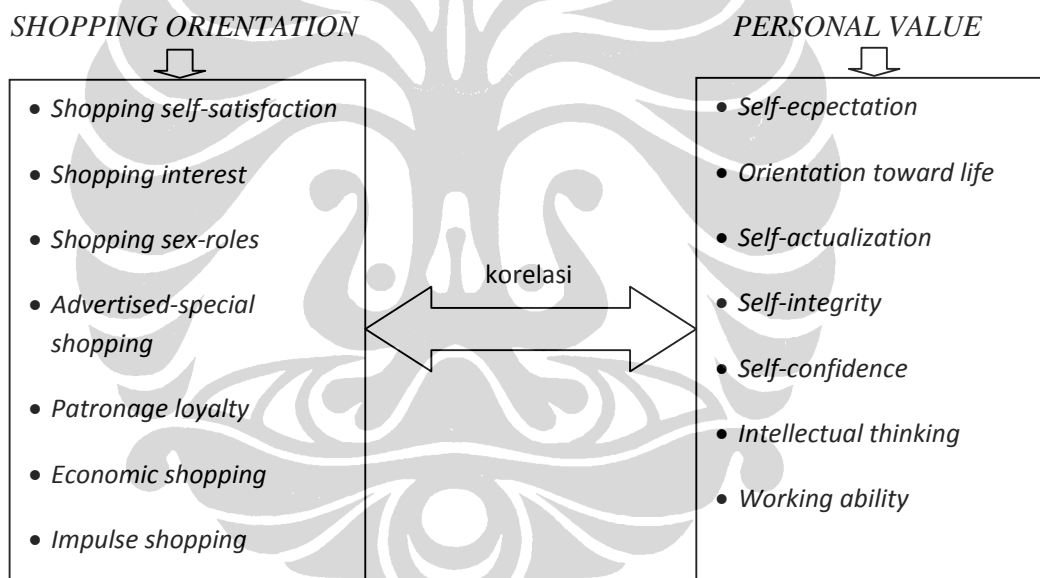 SHOPPING ORIENTATION
• Shopping self-satisfaction
• Shopping interest
• Shopping sex-roles
• Advertised-special
shopping
• Patronage loyalty
• Economic shopping
• Impulse shopping
korelasi
PERSONAL VALUE
• Self-ecpectation
• Orientation toward life
• Self-actualization
• Self-integrity
• Self-confidence
• Intellectual thinking
• Working ability